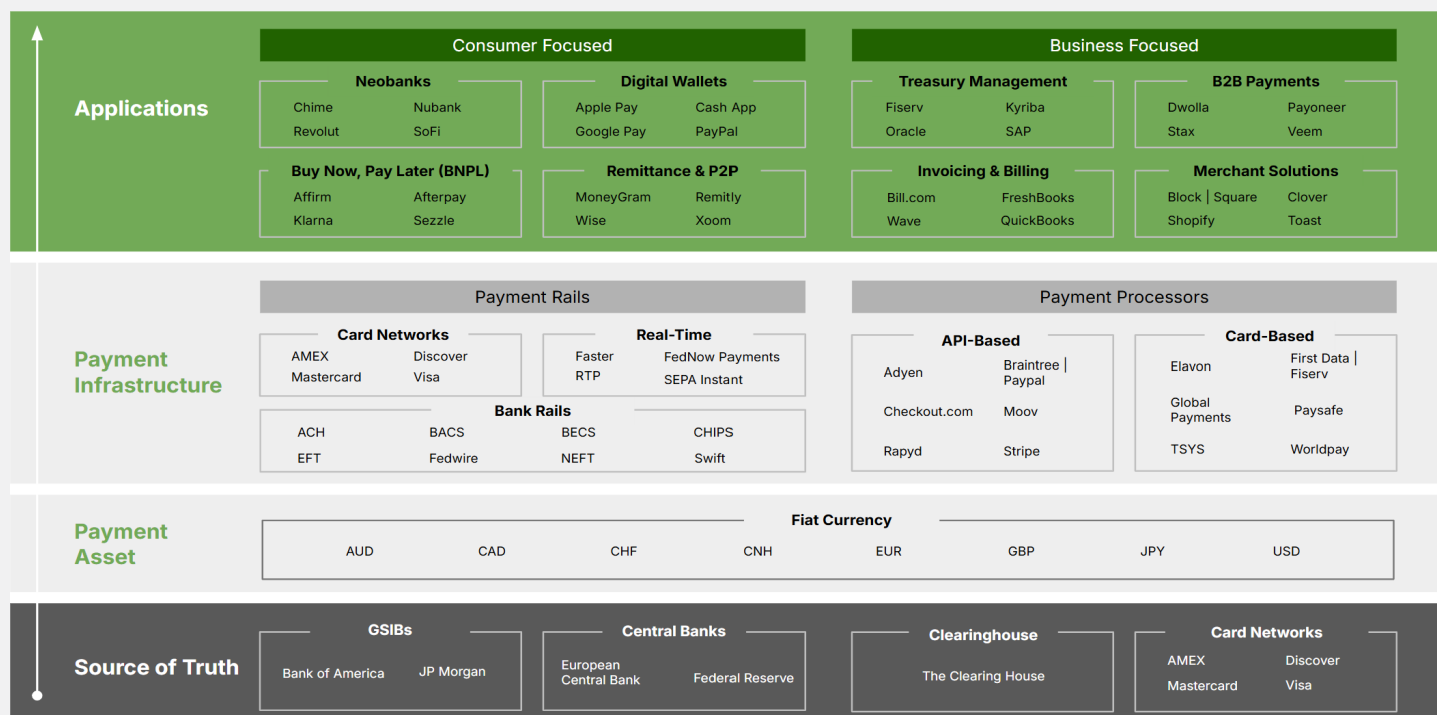 Applications
Consumer Focused
Neobanks
Chime Nubank
Revolut SoFi
Digital Wallets
Apple Pay Cash App
Google Pay PayPal
Buy Now, Pay Later (BNPL)
Affirm Afterpay
Klarna Sezzle
Remittance & P2P
MoneyGram Remitly
Wise Xoom
Business Focused
Treasury Management
Fiserv Kyriba
Oracle SAP
B2B Payments
Dwolla Payoneer
Stax Veem
Invoicing & Billing
Bill.com FreshBooks
Wave QuickBooks
Merchant Solutions
Block | Square Clover
Shopify Toast
Payment
Infrastructure
Payment Rails
Card Networks
AMEX Discover
Mastercard Visa
Real-Time
Faster FedNow Payments
RTP SEPA Instant
Bank Rails
ACH BACS BECS CHIPS
EFT Fedwire NEFT Swift
Payment Processors
API-Based
Adyen
Braintree |
Paypal
Checkout.com Moov
Rapyd Stripe
Card-Based
Elavon
First Data |
Fiserv
Global
Payments
Paysafe
TSYS Worldpay
Payment
Asset
Fiat Currency
AUD CAD CHF CNH EUR GBP JPY USD
Source of Truth
GSIBs
Bank of America JP Morgan
Central Banks
European
Central Bank
Federal Reserve
Clearinghouse
The Clearing House
Card Networks
AMEX Discover
Mastercard Visa